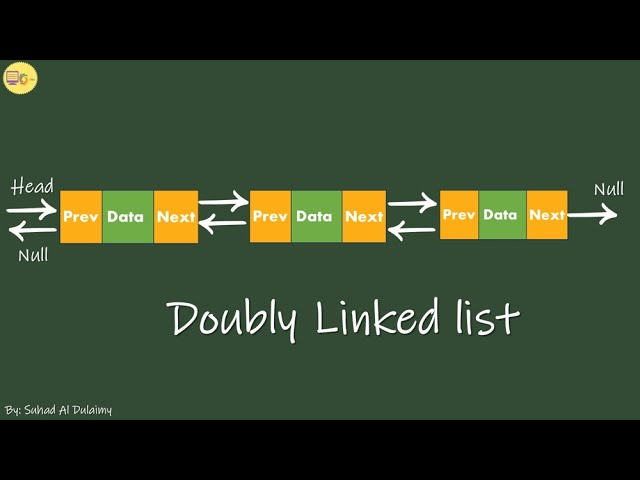 Head
Null
Prev Data Next
Prev Data Next
Prev Data Next
Null
Doubly Linked list
By: Suhad Al Dulaimy